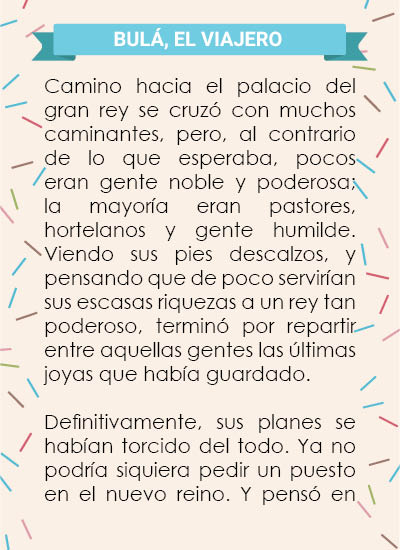 BULÁ, EL VIAJERO
Camino hacia el palacio del
gran rey se cruzó con muchos
caminantes, pero, al contrario
de lo que esperaba, pocos
eran gente noble y poderosa;
la mayoría eran pastores,
hortelanos y gente humilde.
Viendo sus pies descalzos, y
pensando que de poco servirían
sus escasas riquezas a un rey tan
poderoso, terminó por repartir
entre aquellas gentes las últimas
joyas que había guardado.
Definitivamente, sus planes se
habían torcido del todo. Ya no
podría siquiera pedir un puesto
en el nuevo reino. Y pensó en